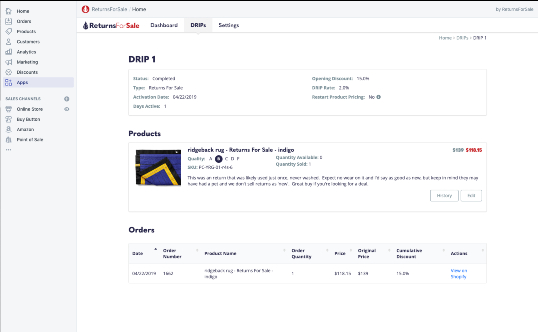 Home
Orders
Products
Customers
Analytics
Marketing
Discounts
Apps
SALES CHANNELS
Online Store
Buy Button
Amazon
Point of Sale
ReturnsForSale / Home
by ReturnsForSale
ReturnsForSale Dashboard DRIPs Settings
Home › DRIPs › DRIP 1
DRIP 1
Status: Completed
Type: Returns For Sale
Activation Date: 04/22/2019
Days Active: 1
Opening Discount: 15.0%
DRIP Rate: 2.0%
Restart Product Pricing: No
Products
ridgeback rug - Returns For Sale - indigo
$139 $118.15
Quality: A B C D F
Quantity Available: 0
Quantity Sold: 1
This was an return that was likely used just once, never washed. Expect no wear on it and I'd say as good as new, but keep in mind they may
have had a pet and we don't sell returns as 'new'. Great buy if you're looking for a deal.
History
Edit
Orders
Date Order Number Product Name Order Quantity Price Original Price Cumulative Discount Actions
04/22/2019 1662 ridgeback rug - Returns For Sale - indigo 1 $118.15 $139 15.0% View on Shopify